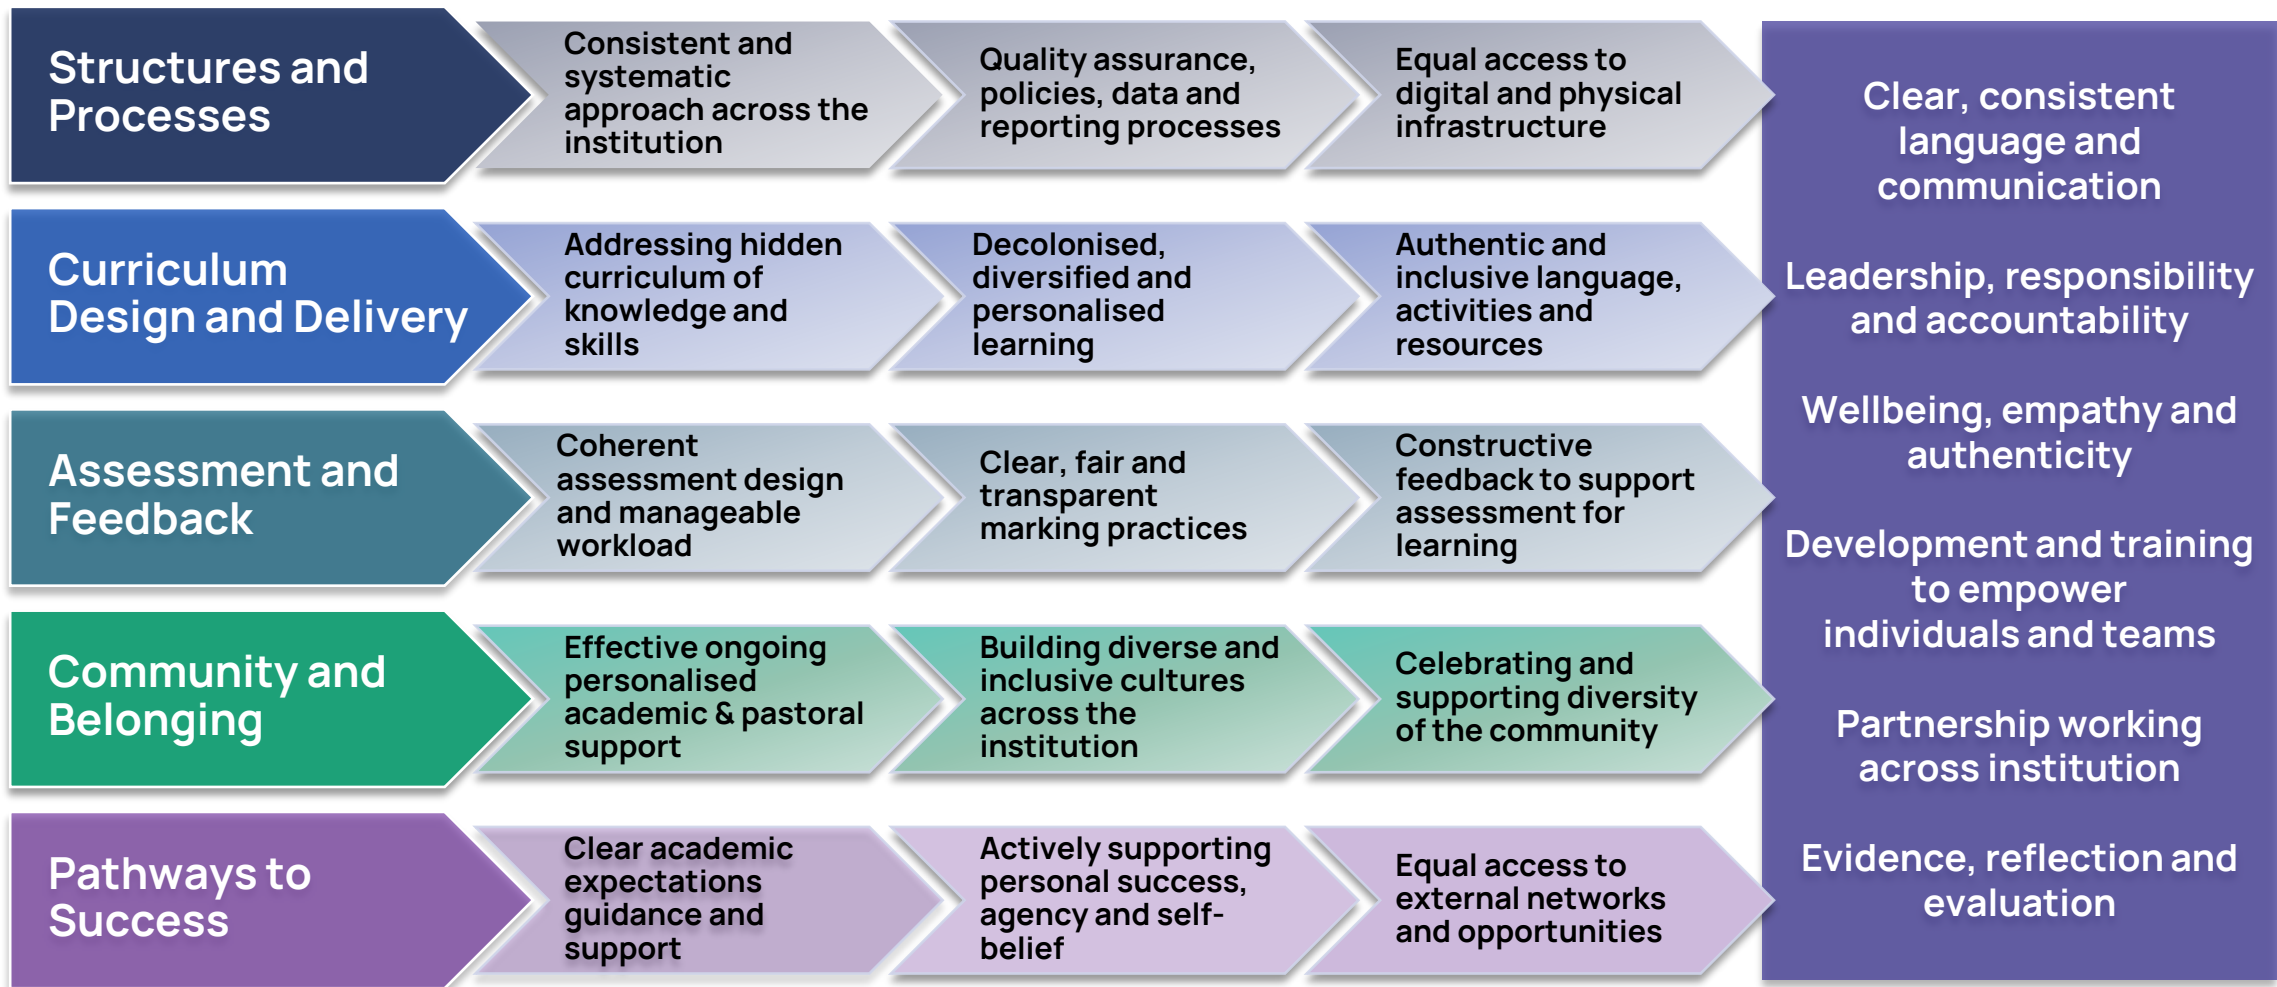 Structures and
Processes
Consistent and
systematic
approach across the
institution
Quality assurance,
policies, data and
reporting processes
Equal access to
digital and physical
infrastructure
Curriculum
Design and Delivery
Addressing hidden
curriculum of
knowledge and
skills
Decolonised,
diversified and
personalised
learning
Authentic and
inclusive language,
activities and
resources
Assessment and
Feedback
Coherent
assessment design
and manageable
workload
Clear, fair and
transparent
marking practices
Constructive
feedback to support
assessment for
learning
Community and
Belonging
Effective ongoing
personalised
academic & pastoral
support
Building diverse and
inclusive cultures
across the
institution
Celebrating and
supporting diversity
of the community
Pathways to
Success
Clear academic
expectations
guidance and
support
Actively supporting
personal success,
agency and self-
belief
Equal access to
external networks
and opportunities
Clear, consistent
language and
communication
Leadership, responsibility
and accountability
Wellbeing, empathy and
authenticity
Development and training
to empower
individuals and teams
Partnership working
across institution
Evidence, reflection and
evaluation